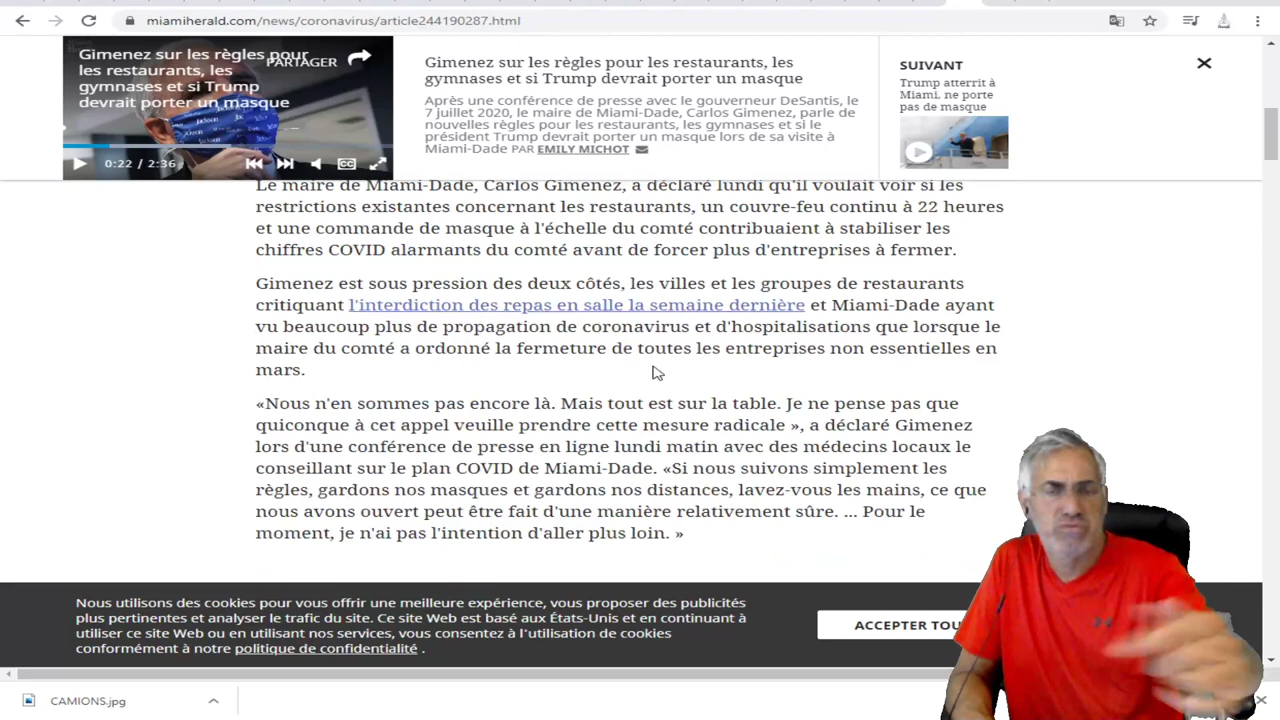 miamiherald.com/news/coronavirus/article244190287.html
Gimenez sur les règles pour
les restaurants, les
gymnases et si Trump
devrait porter un masque
PARTAGER
0:22 / 2:36
CC
Gimenez sur les règles pour les restaurants, les
gymnases et si Trump devrait porter un masque
Après une conférence de presse avec le gouverneur DeSantis, le
7 juillet 2020, le maire de Miami-Dade, Carlos Gimenez, parle de
nouvelles règles pour les restaurants, les gymnases et si le
président Trump devrait porter un masque lors de sa visite à
Miami-Dade PAR EMILY MICHOT
SUIVANT
Trump atterrit à
Miami, ne porte
pas de masque
Le maire de Miami-Dade, Carlos Gimenez, a déclaré lundi qu'il voulait voir si les
restrictions existantes concernant les restaurants, un couvre-feu continu à 22 heures
et une commande de masque à l'échelle du comté contribuaient à stabiliser les
chiffres COVID alarmants du comté avant de forcer plus d'entreprises à fermer.
Gimenez est sous pression des deux côtés, les villes et les groupes de restaurants
critiquant l'interdiction des repas en salle la semaine dernière et Miami-Dade ayant
vu beaucoup plus de propagation de coronavirus et d'hospitalisations que lorsque le
maire du comté a ordonné la fermeture de toutes les entreprises non essentielles en
mars.
«Nous n'en sommes pas encore là. Mais tout est sur la table. Je ne pense pas que
quiconque à cet appel veuille prendre cette mesure radicale », a déclaré Gimenez
lors d'une conférence de presse en ligne lundi matin avec des médecins locaux le
conseillant sur le plan COVID de Miami-Dade. «Si nous suivons simplement les
règles, gardons nos masques et gardons nos distances, lavez-vous les mains, ce que
nous avons ouvert peut être fait d'une manière relativement sûre. ... Pour le
moment, je n'ai pas l'intention d'aller plus loin. »
Nous utilisons des cookies pour vous offrir une meilleure expérience, vous proposer des publicités
plus pertinentes et analyser le trafic du site. Ce site Web est basé aux États-Unis et en continuant à
utiliser ce site Web ou en utilisant nos services, vous consentez à l'utilisation de cookies
conformément à notre politique de confidentialité .
ACCEPTER TOU
CAMIONS.jpg